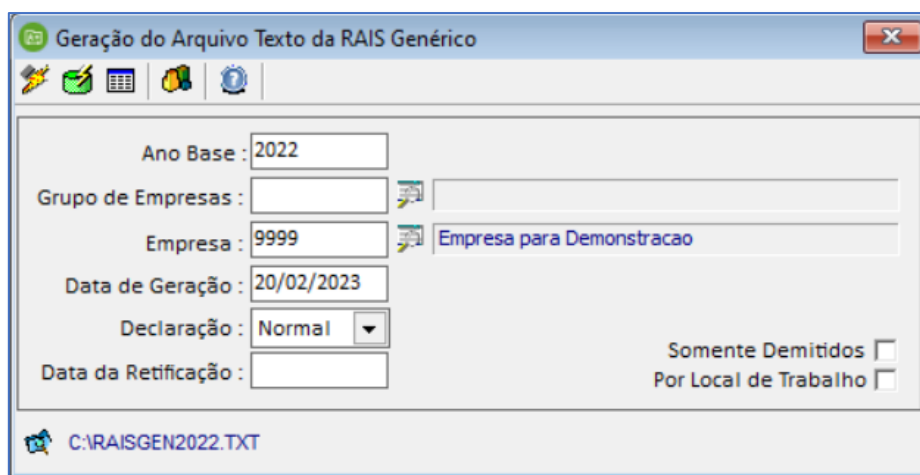 Geração do Arquivo Texto da RAIS Genérico
Ano Base : 2022
Grupo de Empresas :
Empresa : 9999 Empresa para Demonstracao
Data de Geração : 20/02/2023
Declaração : Normal
Data da Retificação :
Somente Demitidos
Por Local de Trabalho
C:\RAISGEN2022.TXT